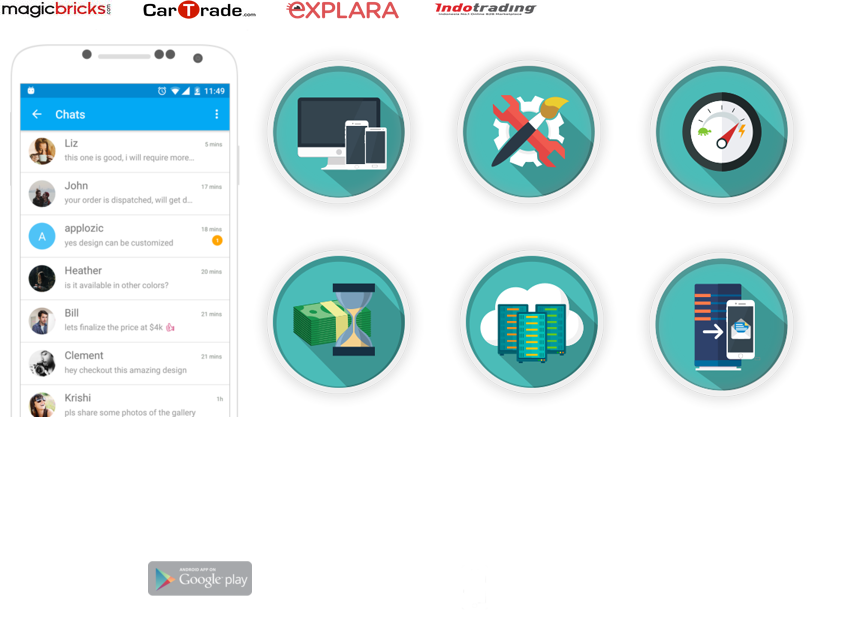 magicbricks.com
CarTrade.com
eXPLARA
Indotrading
Indonesia No.1 Online B2B Marketplace
11:49
Chats
Liz
5 mins
this one is good, i will require more...
John
17 mins
your order is dispatched, will get d...
A
applozic
18 mins
yes design can be customized
1
Heather
20 mins
is it available in other colors?
Bill
21 mins
lets finalize the price at $4k
Clement
21 mins
hey checkout this amazing design
Krishi
1h
pls share some photos of the gallery
ANDROID APP ON
Google play